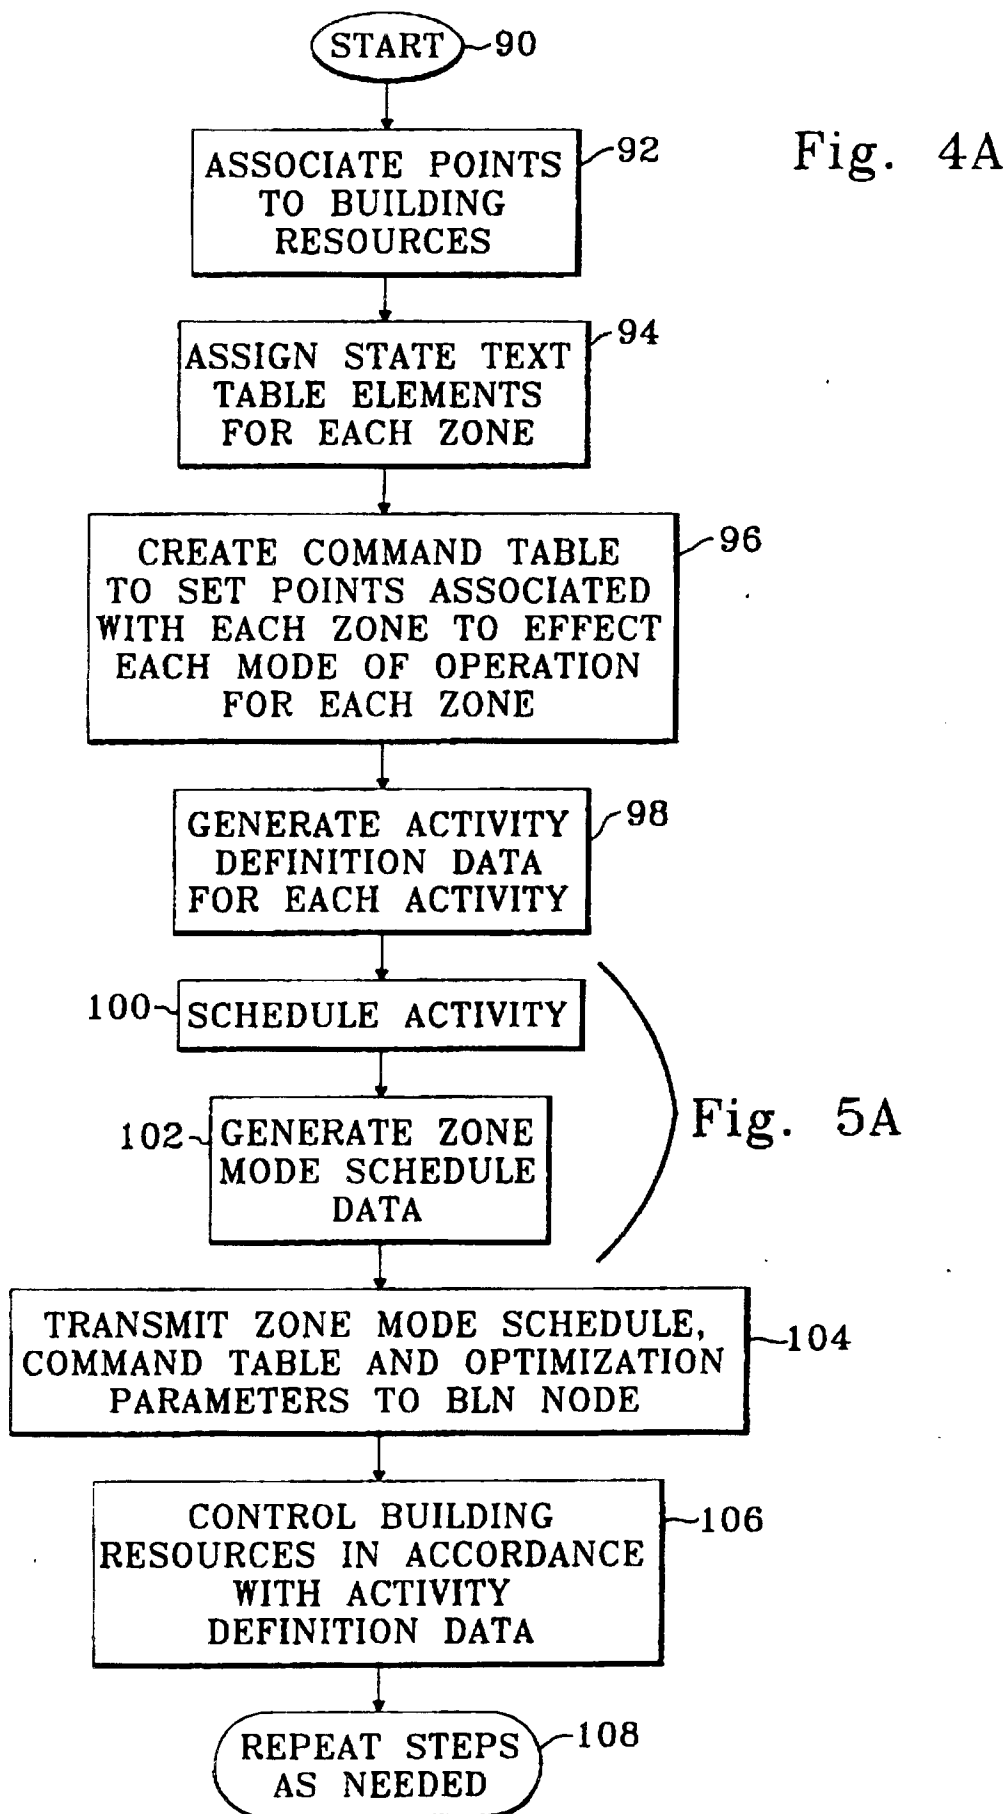 START
90
Fig. 4A
ASSOCIATE POINTS
TO BUILDING
RESOURCES
92
ASSIGN STATE TEXT
TABLE ELEMENTS
FOR EACH ZONE
94
CREATE COMMAND TABLE
TO SET POINTS ASSOCIATED
WITH EACH ZONE TO EFFECT
EACH MODE OF OPERATION
FOR EACH ZONE
96
GENERATE ACTIVITY
DEFINITION DATA
FOR EACH ACTIVITY
98
100
SCHEDULE ACTIVITY
102
GENERATE ZONE
MODE SCHEDULE
DATA
Fig. 5A
TRANSMIT ZONE MODE SCHEDULE,
COMMAND TABLE AND OPTIMIZATION
PARAMETERS TO BLN NODE
104
CONTROL BUILDING
RESOURCES IN ACCORDANCE
WITH ACTIVITY
DEFINITION DATA
106
REPEAT STEPS
AS NEEDED
108